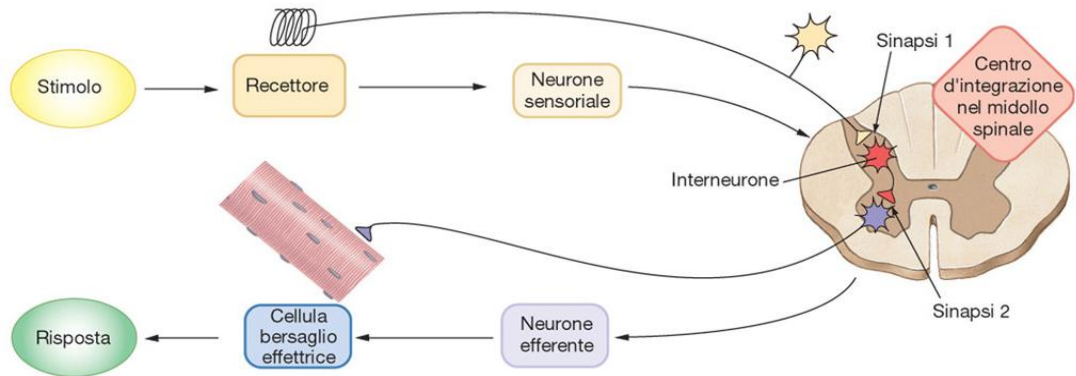 Sinapsi 1
Stimolo
Recettore
Neurone
sensoriale
Centro
d'integrazione
nel midollo
spinale
Interneurone
Sinapsi 2
Risposta
Cellula
bersaglio
effettrice
Neurone
efferente